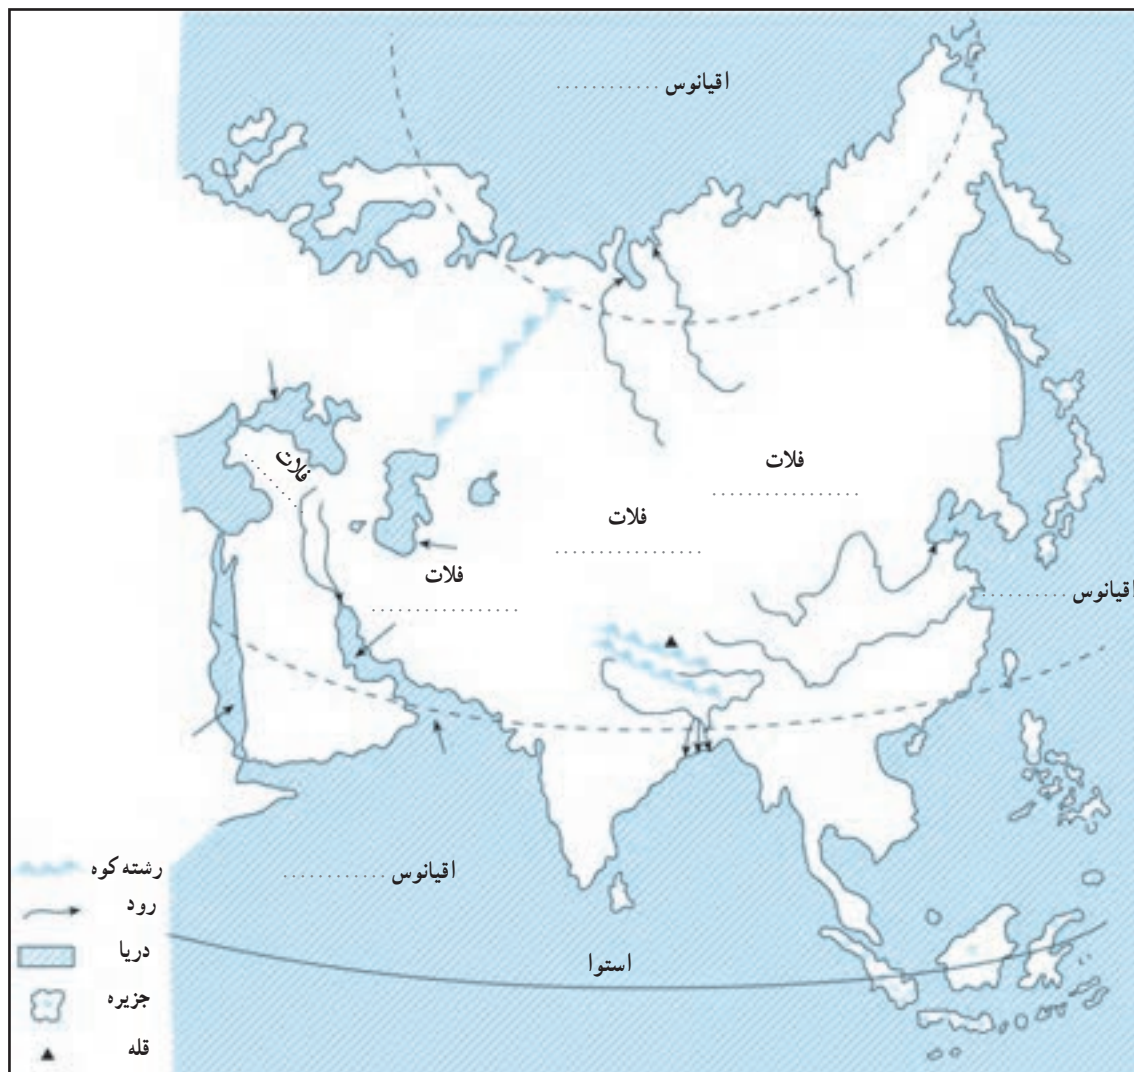 اقیانوس ............
فلات ................
فلات ................
فلات ................
فلات ................
اقیانوس ............
اقیانوس ............
استوا
رشته کوه
رود
دریا
جزیره
قله